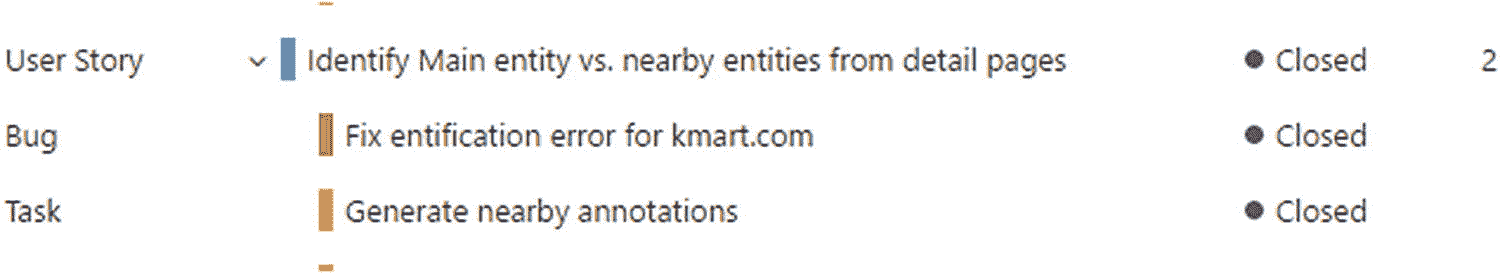 User Story Identify Main entity vs. nearby entities from detail pages Closed 2
Bug Fix entification error for kmart.com Closed
Task Generate nearby annotations Closed